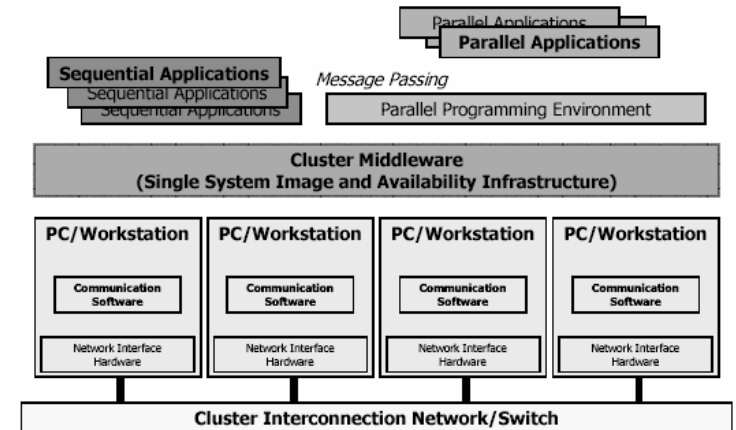 Parallel Applications
Parallel Applications
Sequential Applications
Sequential Applications
Sequential Applications
Message Passing
Parallel Programming Environment
Cluster Middleware
(Single System Image and Availability Infrastructure)
PC/Workstation PC/Workstation PC/Workstation PC/Workstation
Communication Communication Communication Communication
Software Software Software Software
Network Interface Network Interface Network Interface Network Interface
Hardware Hardware Hardware Hardware
Cluster Interconnection Network/Switch